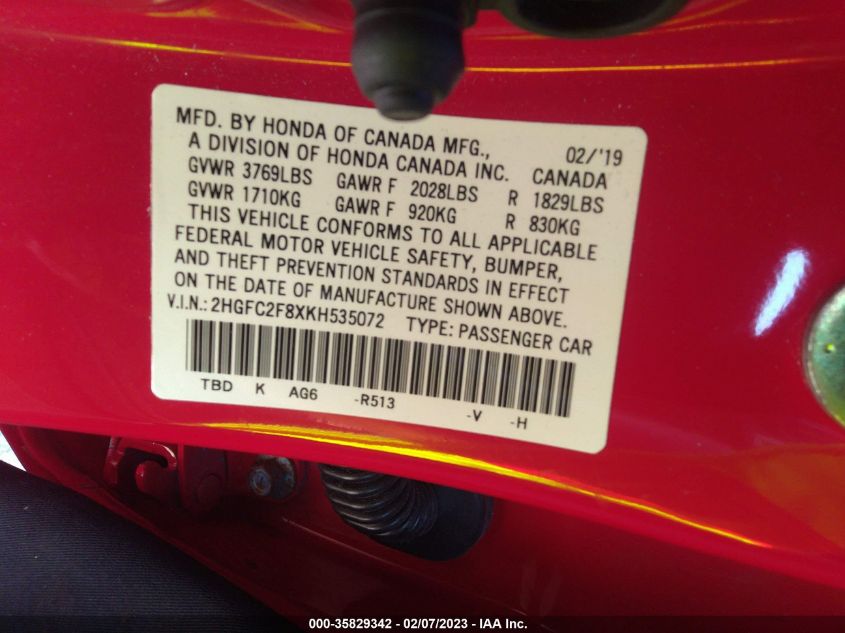 MFD. BY HONDA OF CANADA MFG., 02/'19
A DIVISION OF HONDA CANADA INC. CANADA
GVWR 3769LBS GAWR F 2028LBS R 1829LBS
GVWR 1710KG GAWR F 920KG R 830KG
THIS VEHICLE CONFORMS TO ALL APPLICABLE
FEDERAL MOTOR VEHICLE SAFETY, BUMPER,
AND THEFT PREVENTION STANDARDS IN EFFECT
ON THE DATE OF MANUFACTURE SHOWN ABOVE.
V.I.N.: 2HGFC2F8XKH535072 TYPE: PASSENGER CAR
TBD K AG6 -R513 -V -H
000-35829342 - 02/07/2023 - IAA Inc.